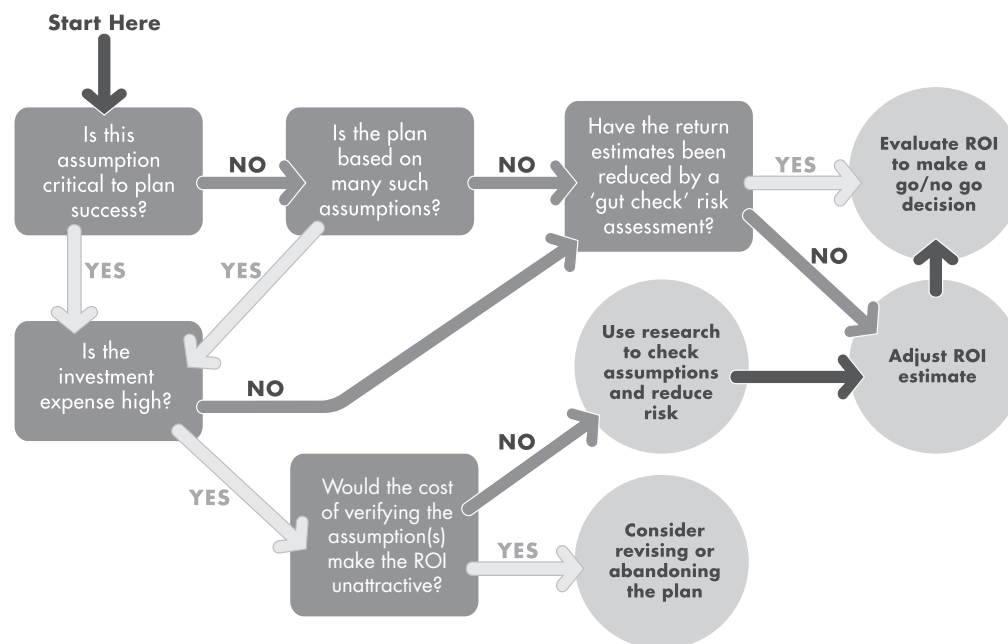 Start Here
Is this
assumption
critical to plan
success?
NO
Is the plan
based on
many such
assumptions?
NO
Have the return
estimates been
reduced by a
'gut check' risk
assessment?
YES
Evaluate ROI
to make a
go/no go
decision
YES
YES
NO
Is the
investment
expense high?
NO
Use research
to check
assumptions
and reduce
risk
Adjust ROI
estimate
YES
NO
Would the cost
of verifying the
assumption(s)
make the ROI
unattractive?
YES
Consider
revising or
abandoning
the plan